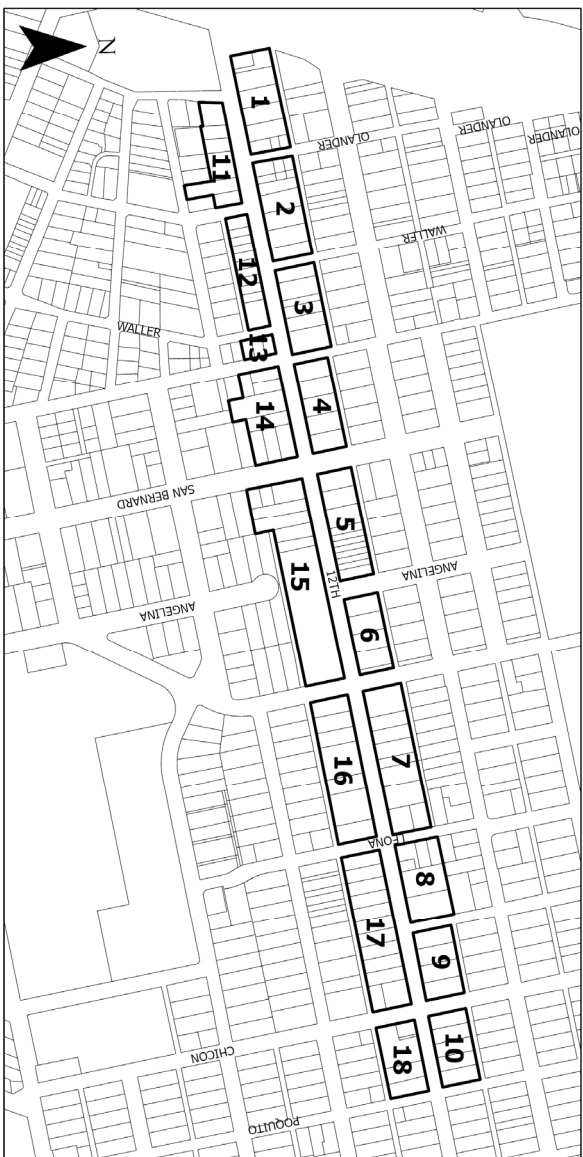 N
1
OLANDER
OLANDER
OLANDER
11
2
WALLER
12
3
WALLER
13
4
14
SAN BERNARD
5
15
12TH
ANGELINA
ANGELINA
6
16
7
LEONA
8
17
9
18
10
CHICON
POQUITO